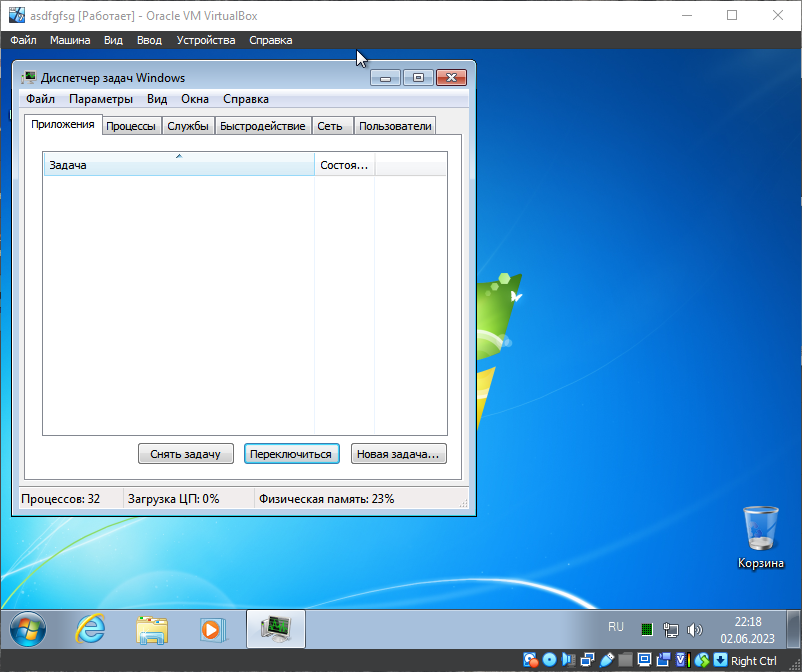 asdfgfsg [Работает] - Oracle VM VirtualBox
Файл Машина Вид Ввод Устройства Справка
Диспетчер задач Windows
Файл Параметры Вид Окна Справка
Приложения Процессы Службы Быстродействие Сеть Пользователи
Задача Состоя...
Снять задачу Переключиться Новая задача...
Процессов: 32 Загрузка ЦП: 0% Физическая память: 23%
Корзина
RU 22:18
02.06.2023
Right Ctrl